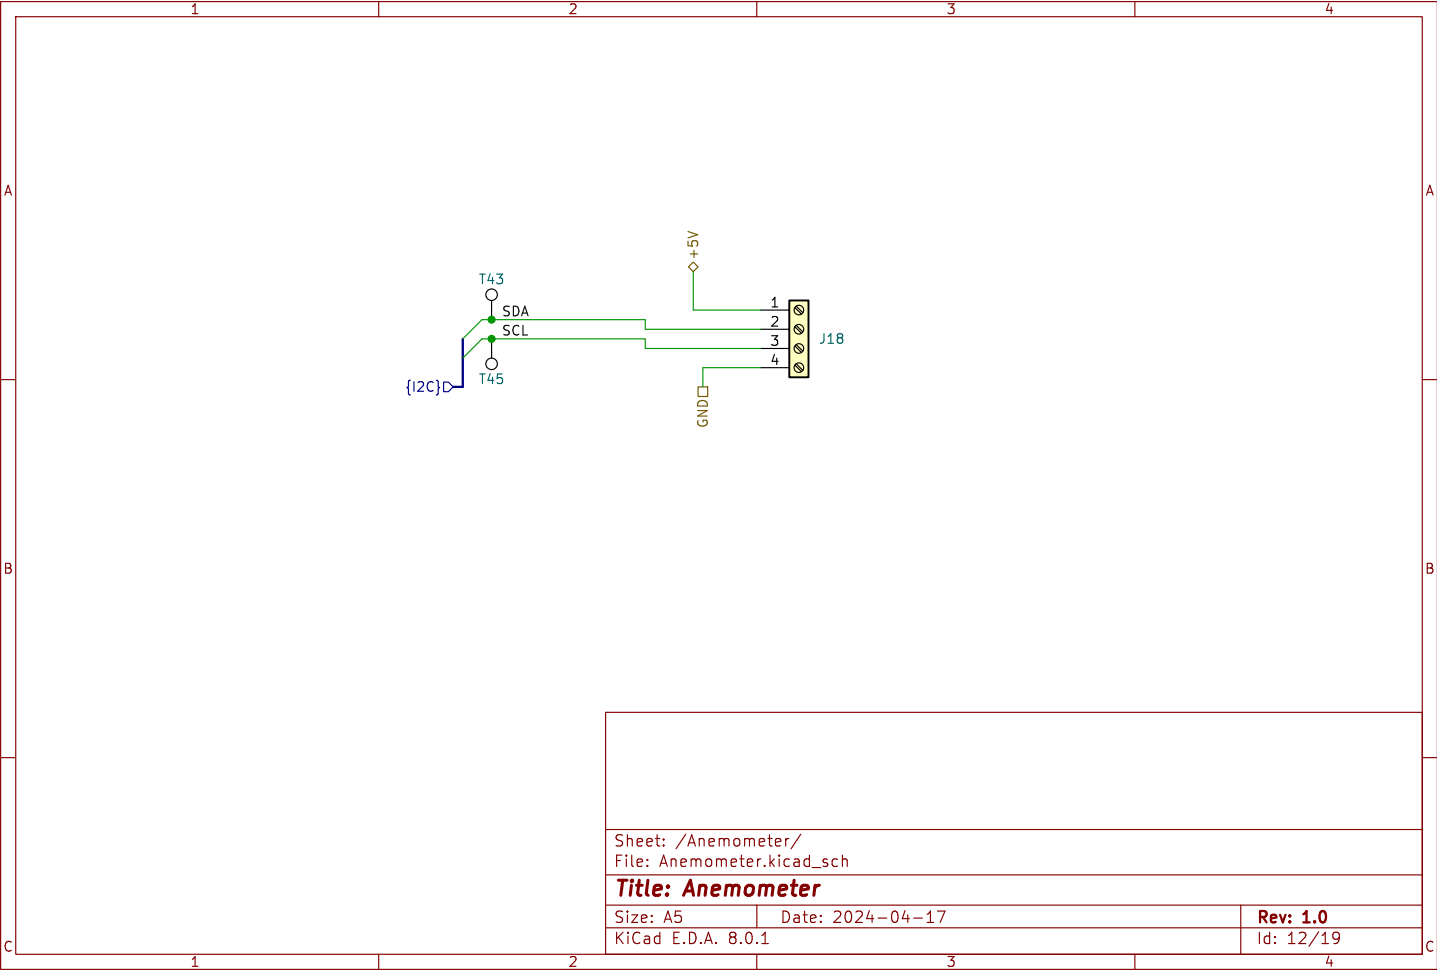 1 2 3 4
A A
+5V
T43
SDA
1
2
SCL
3
J18
4
T45
{I2C}
GND
B B
Sheet: /Anemometer/
File: Anemometer.kicad_sch
Title: Anemometer
Size: A5 Date: 2024-04-17 Rev: 1.0
KiCad E.D.A. 8.0.1 Id: 12/19
C C
1 2 3 4